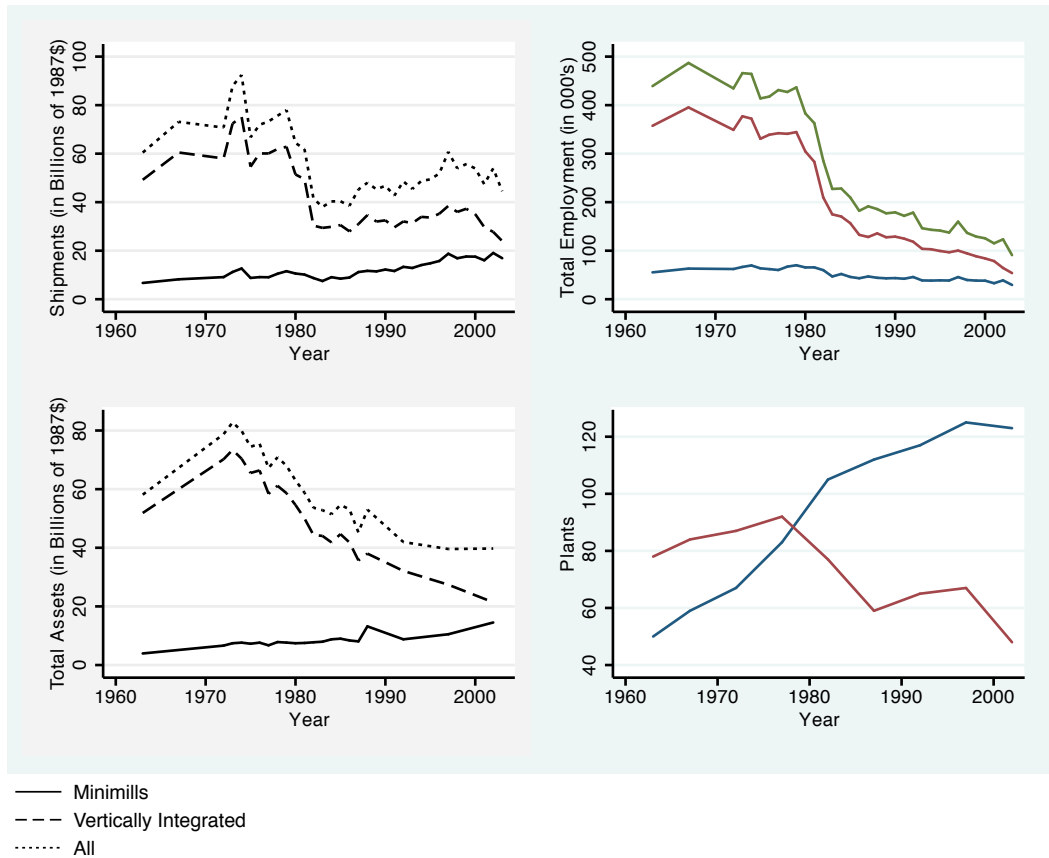 Shipments (in Billions of 1987$)
100
80
60
40
20
0
1960 1970 1980 1990 2000
Year
Total Employment (in 000's)
500
400
300
200
100
0
1960 1970 1980 1990 2000
Year
Total Assets (in Billions of 1987$)
80
60
40
20
0
1960 1970 1980 1990 2000
Year
Plants
120
100
80
60
40
1960 1970 1980 1990 2000
Year
Minimills
Vertically Integrated
All